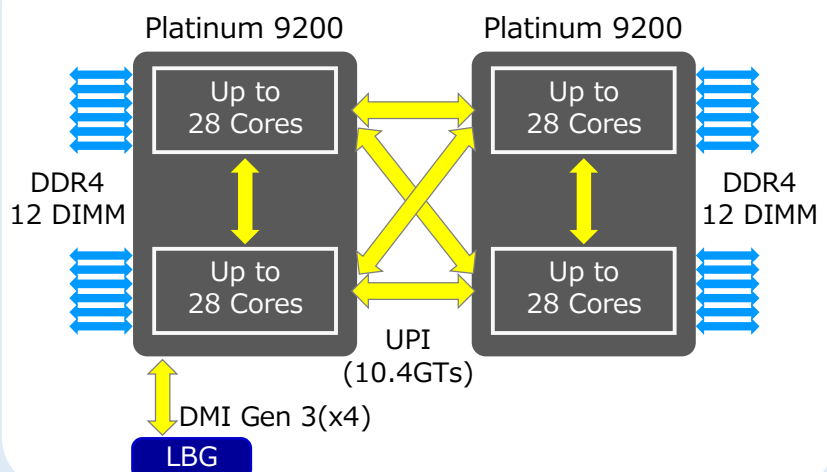 Platinum 9200
Platinum 9200
Up to
28 Cores
Up to
28 Cores
DDR4
12 DIMM
DDR4
12 DIMM
Up to
28 Cores
Up to
28 Cores
UPI
(10.4GTs)
DMI Gen 3(x4)
LBG